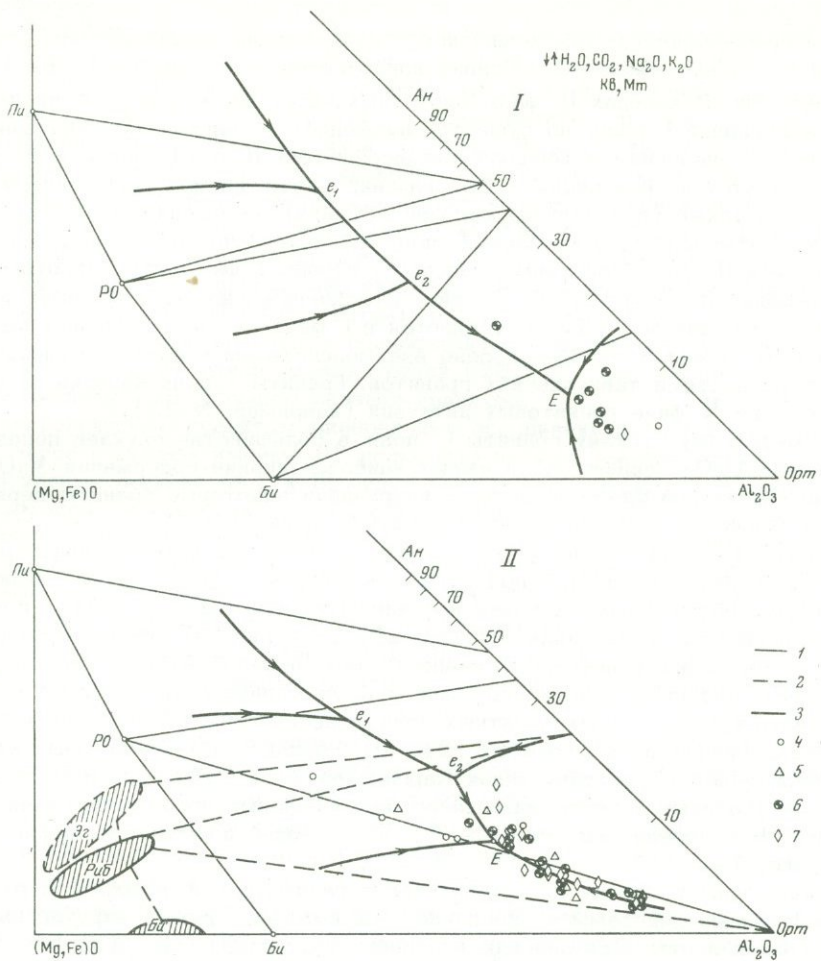 ↓↑H₂O, CO₂, Na₂O, K₂O
Кв, Мт
I
Ан
90
70
50
30
10
Пи
РО
e₁
e₂
E
Би
Орт
(Mg,Fe)O
Al₂O₃
II
Ан
90
70
50
30
10
Пи
РО
e₁
e₂
E
Эг
Риб
Би
Би
Орт
(Mg,Fe)O
Al₂O₃
1
2
3
4
5
6
7